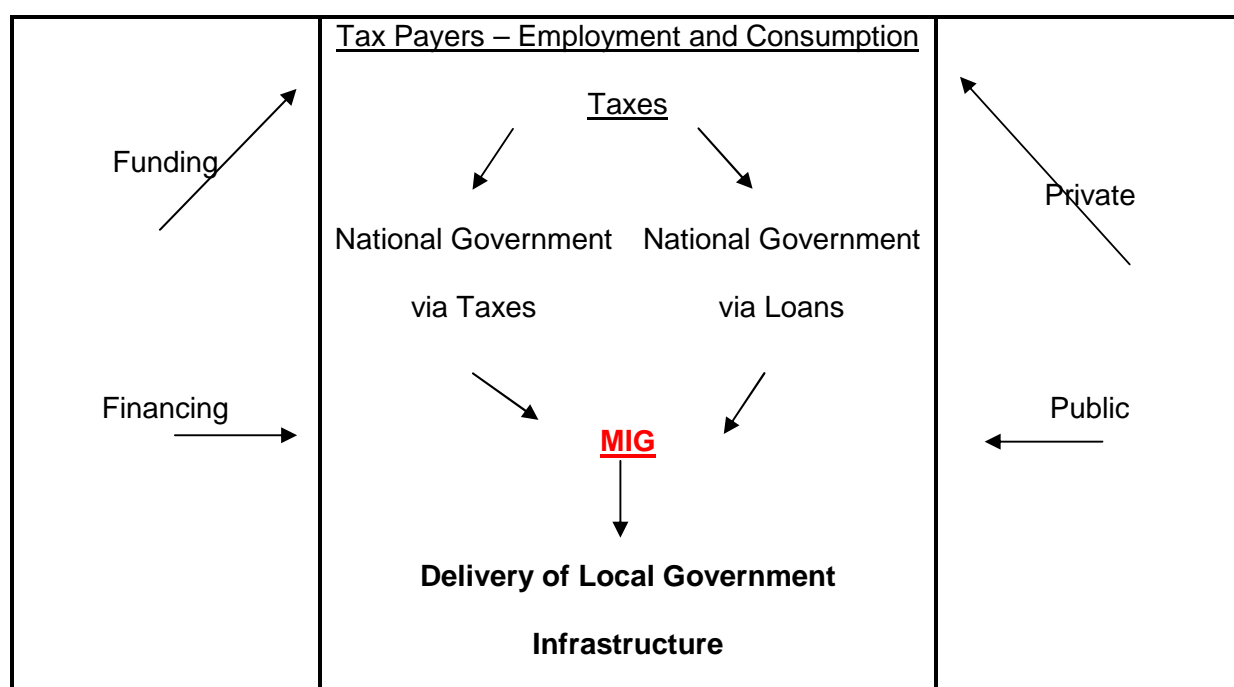 Tax Payers – Employment and Consumption
Taxes
Funding
Private
National Government National Government
via Taxes via Loans
Financing
Public
MIG
Delivery of Local Government
Infrastructure